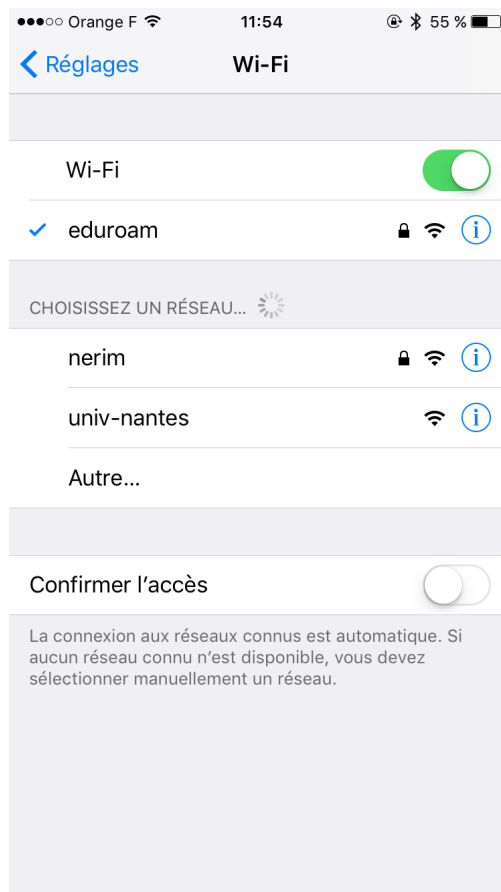 Orange F 11:54 55 %
Réglages Wi-Fi
Wi-Fi
eduroam
CHOISISSEZ UN RÉSEAU...
nerim
univ-nantes
Autre...
Confirmer l’accès
La connexion aux réseaux connus est automatique. Si
aucun réseau connu n’est disponible, vous devez
sélectionner manuellement un réseau.